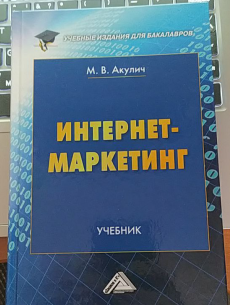 УЧЕБНЫЕ ИЗДАНИЯ ДЛЯ БАКАЛАВРОВ
М. В. Акулич
ИНТЕРНЕТ-
МАРКЕТИНГ
УЧЕБНИК